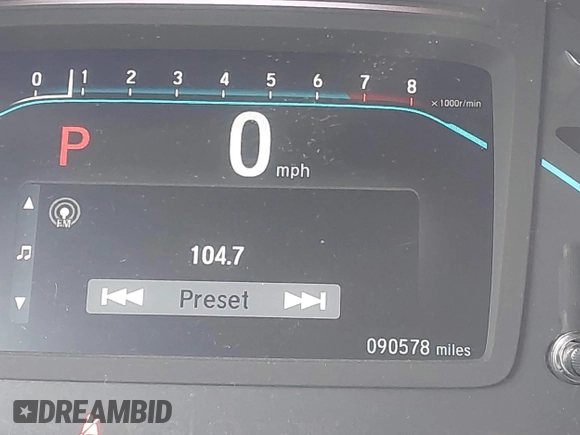 0 1 2 3 4 5 6 7 8
×1000r/min
P 0 mph
FM
104.7
Preset
090578 miles
DREAMBID